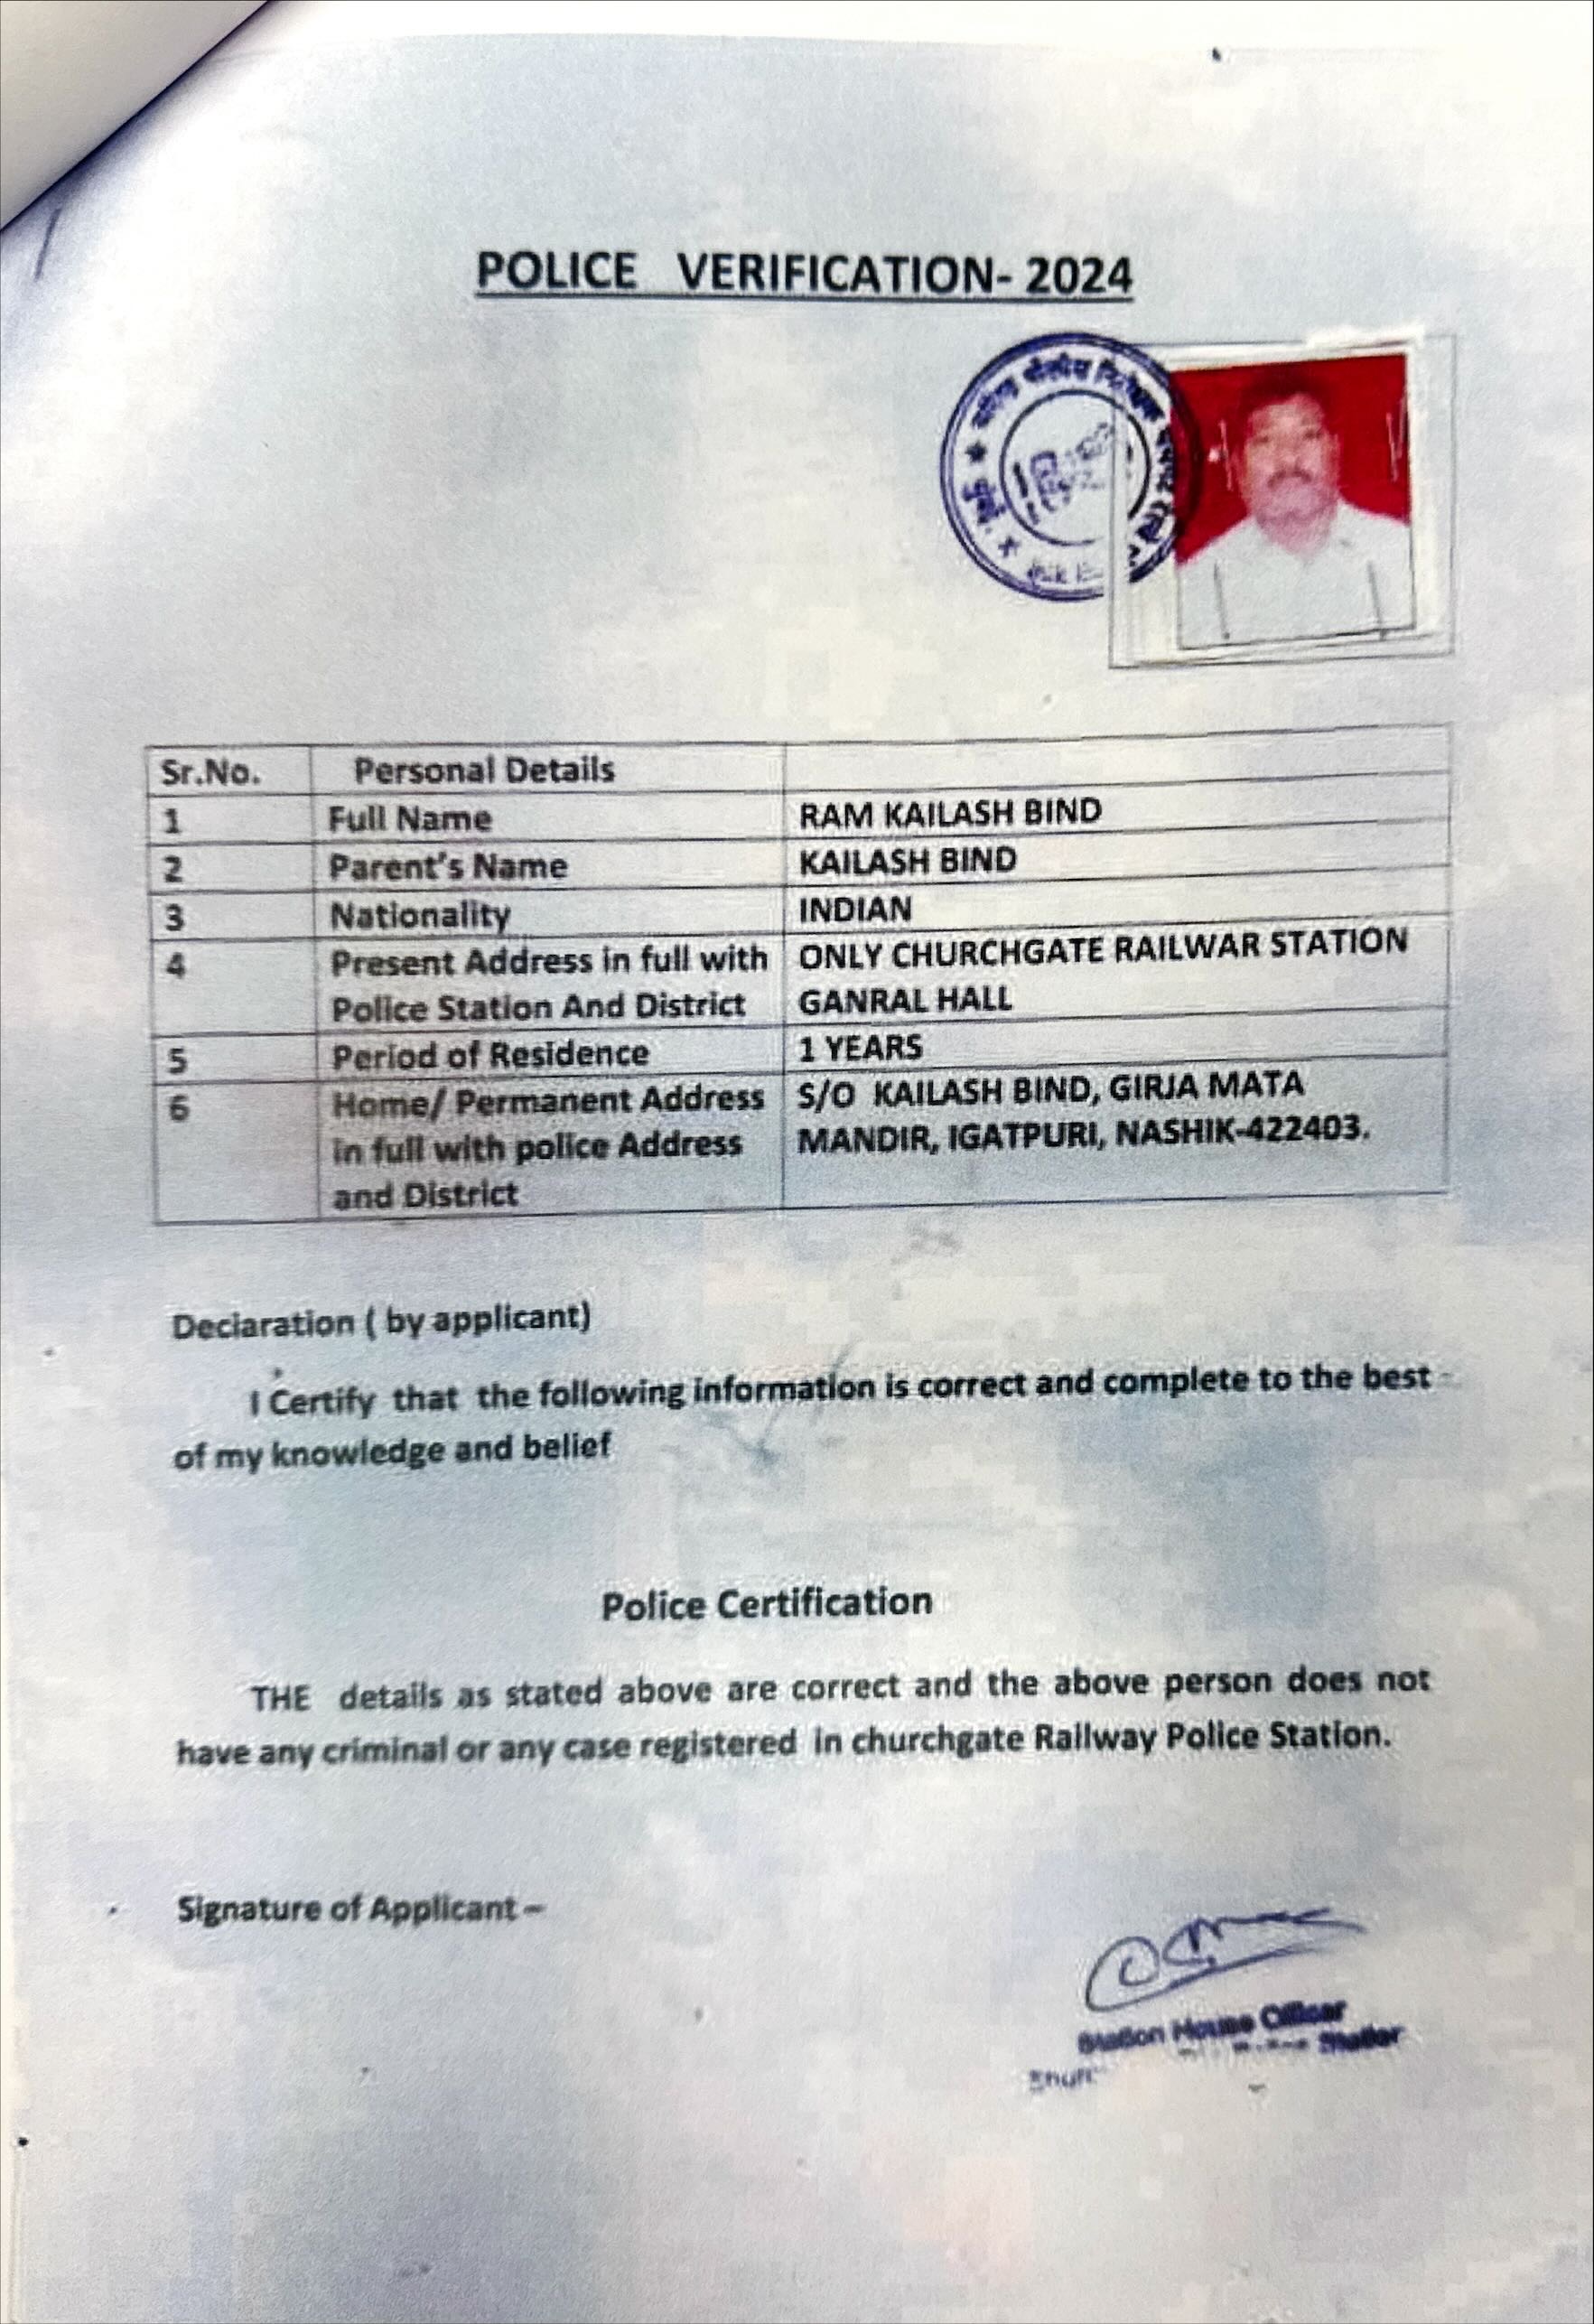 POLICE VERIFICATION- 2024
Sr.No. Personal Details
1 Full Name RAM KAILASH BIND
2 Parent's Name KAILASH BIND
3 Nationality INDIAN
4 Present Address in full with ONLY CHURCHGATE RAILWAR STATION
Police Station And District GANRAL HALL
5 Period of Residence 1 YEARS
6 Home/ Permanent Address S/O KAILASH BIND, GIRJA MATA
in full with police Address MANDIR, IGATPURI, NASHIK-422403.
and District
Declaration ( by applicant)
I Certify that the following information is correct and complete to the best
of my knowledge and belief
Police Certification
THE details as stated above are correct and the above person does not
have any criminal or any case registered in churchgate Railway Police Station.
Signature of Applicant –
Station House Officer